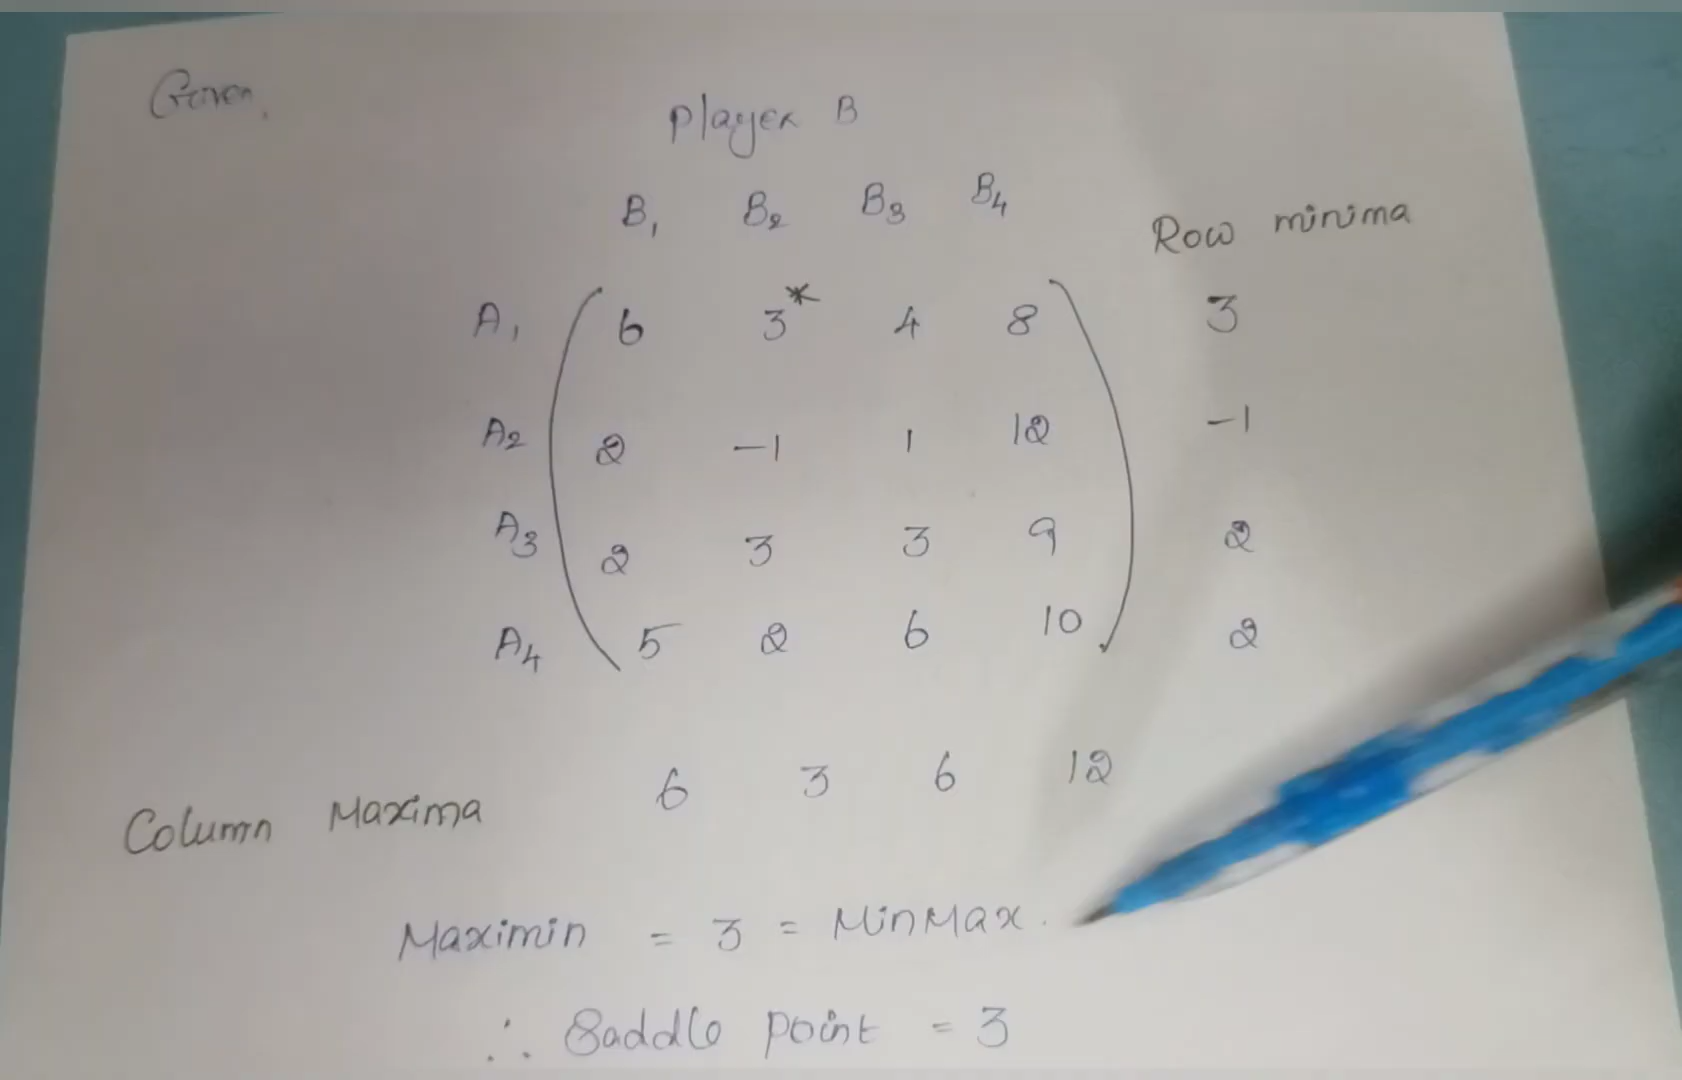 Given,
Player B
B1 B2 B3 B4 Row minima
A1 6 3* 4 8 3
A2 2 -1 1 12 -1
A3 2 3 3 9 2
A4 5 2 6 10 2
Column Maxima 6 3 6 12
Maximin = 3 = MinMax.
∴ Saddle Point = 3